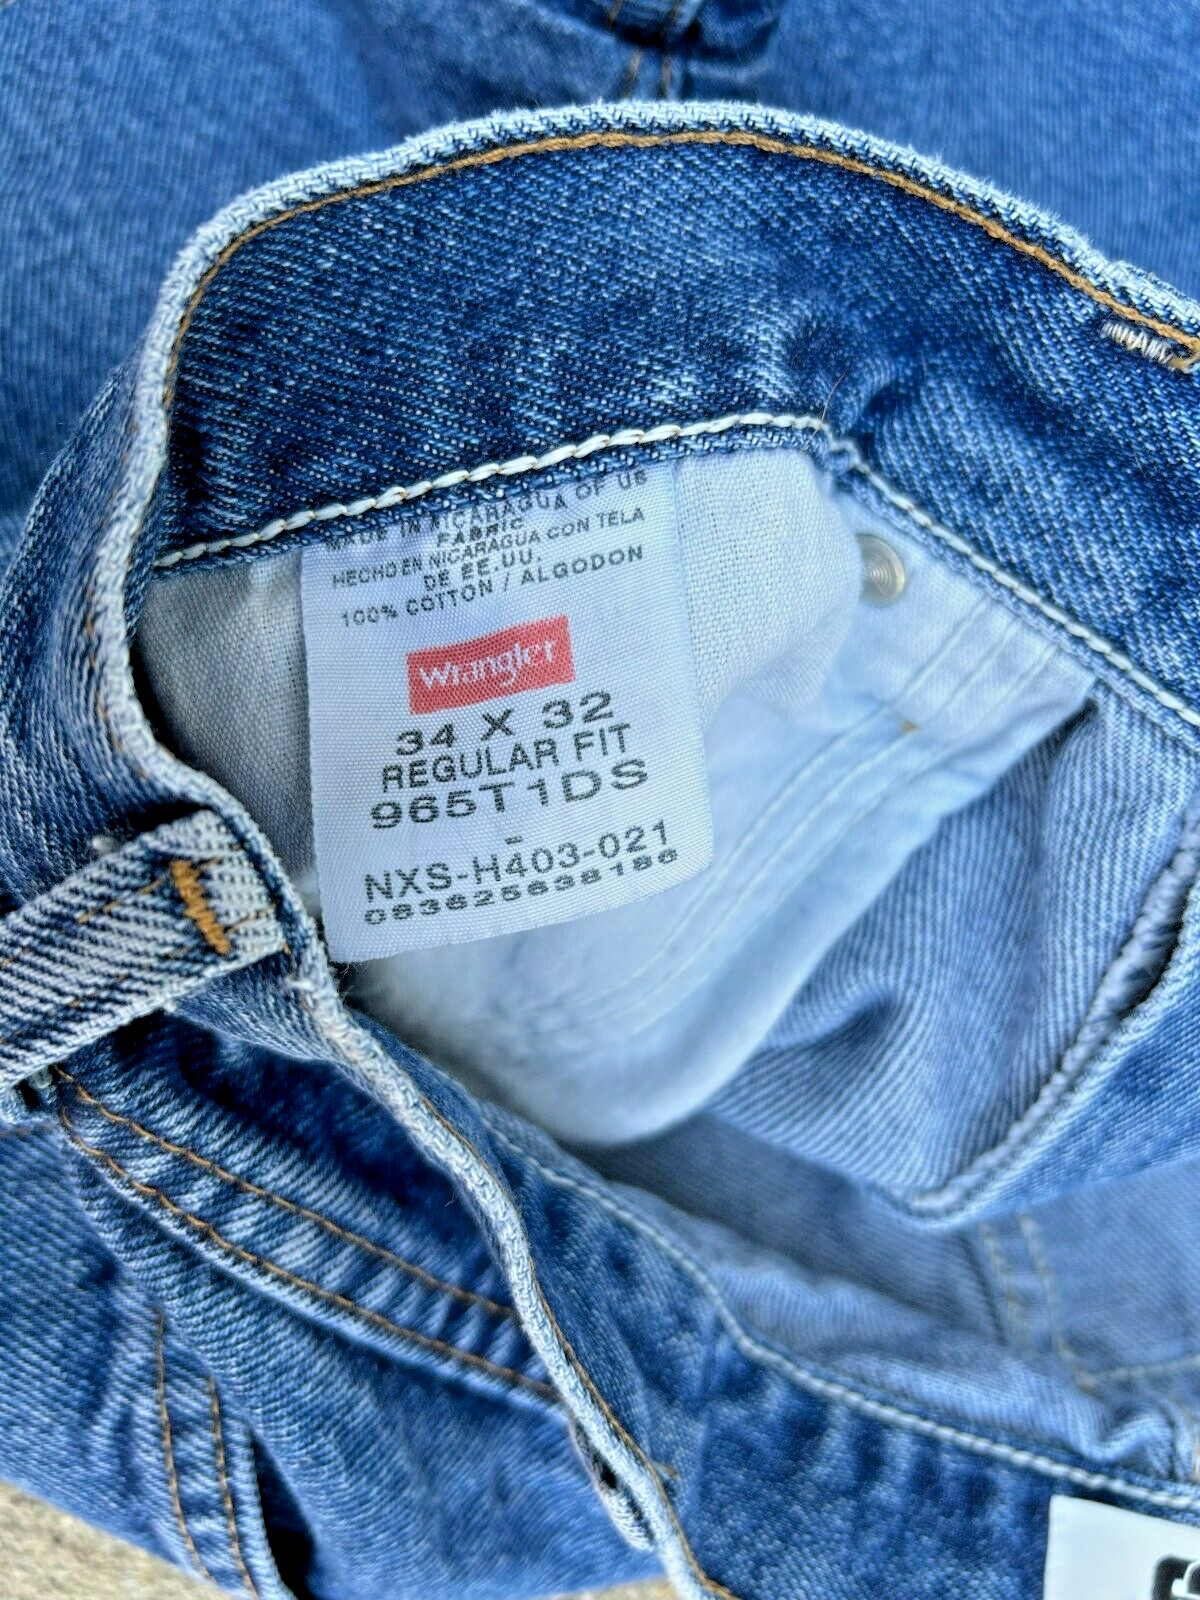 MADE IN NICARAGUA OF US
FABRIC
HECHO EN NICARAGUA CON TELA
DE EE.UU.
100% COTTON / ALGODON
Wrangler
34 X 32
REGULAR FIT
965T1DS
-
NXS-H403-021